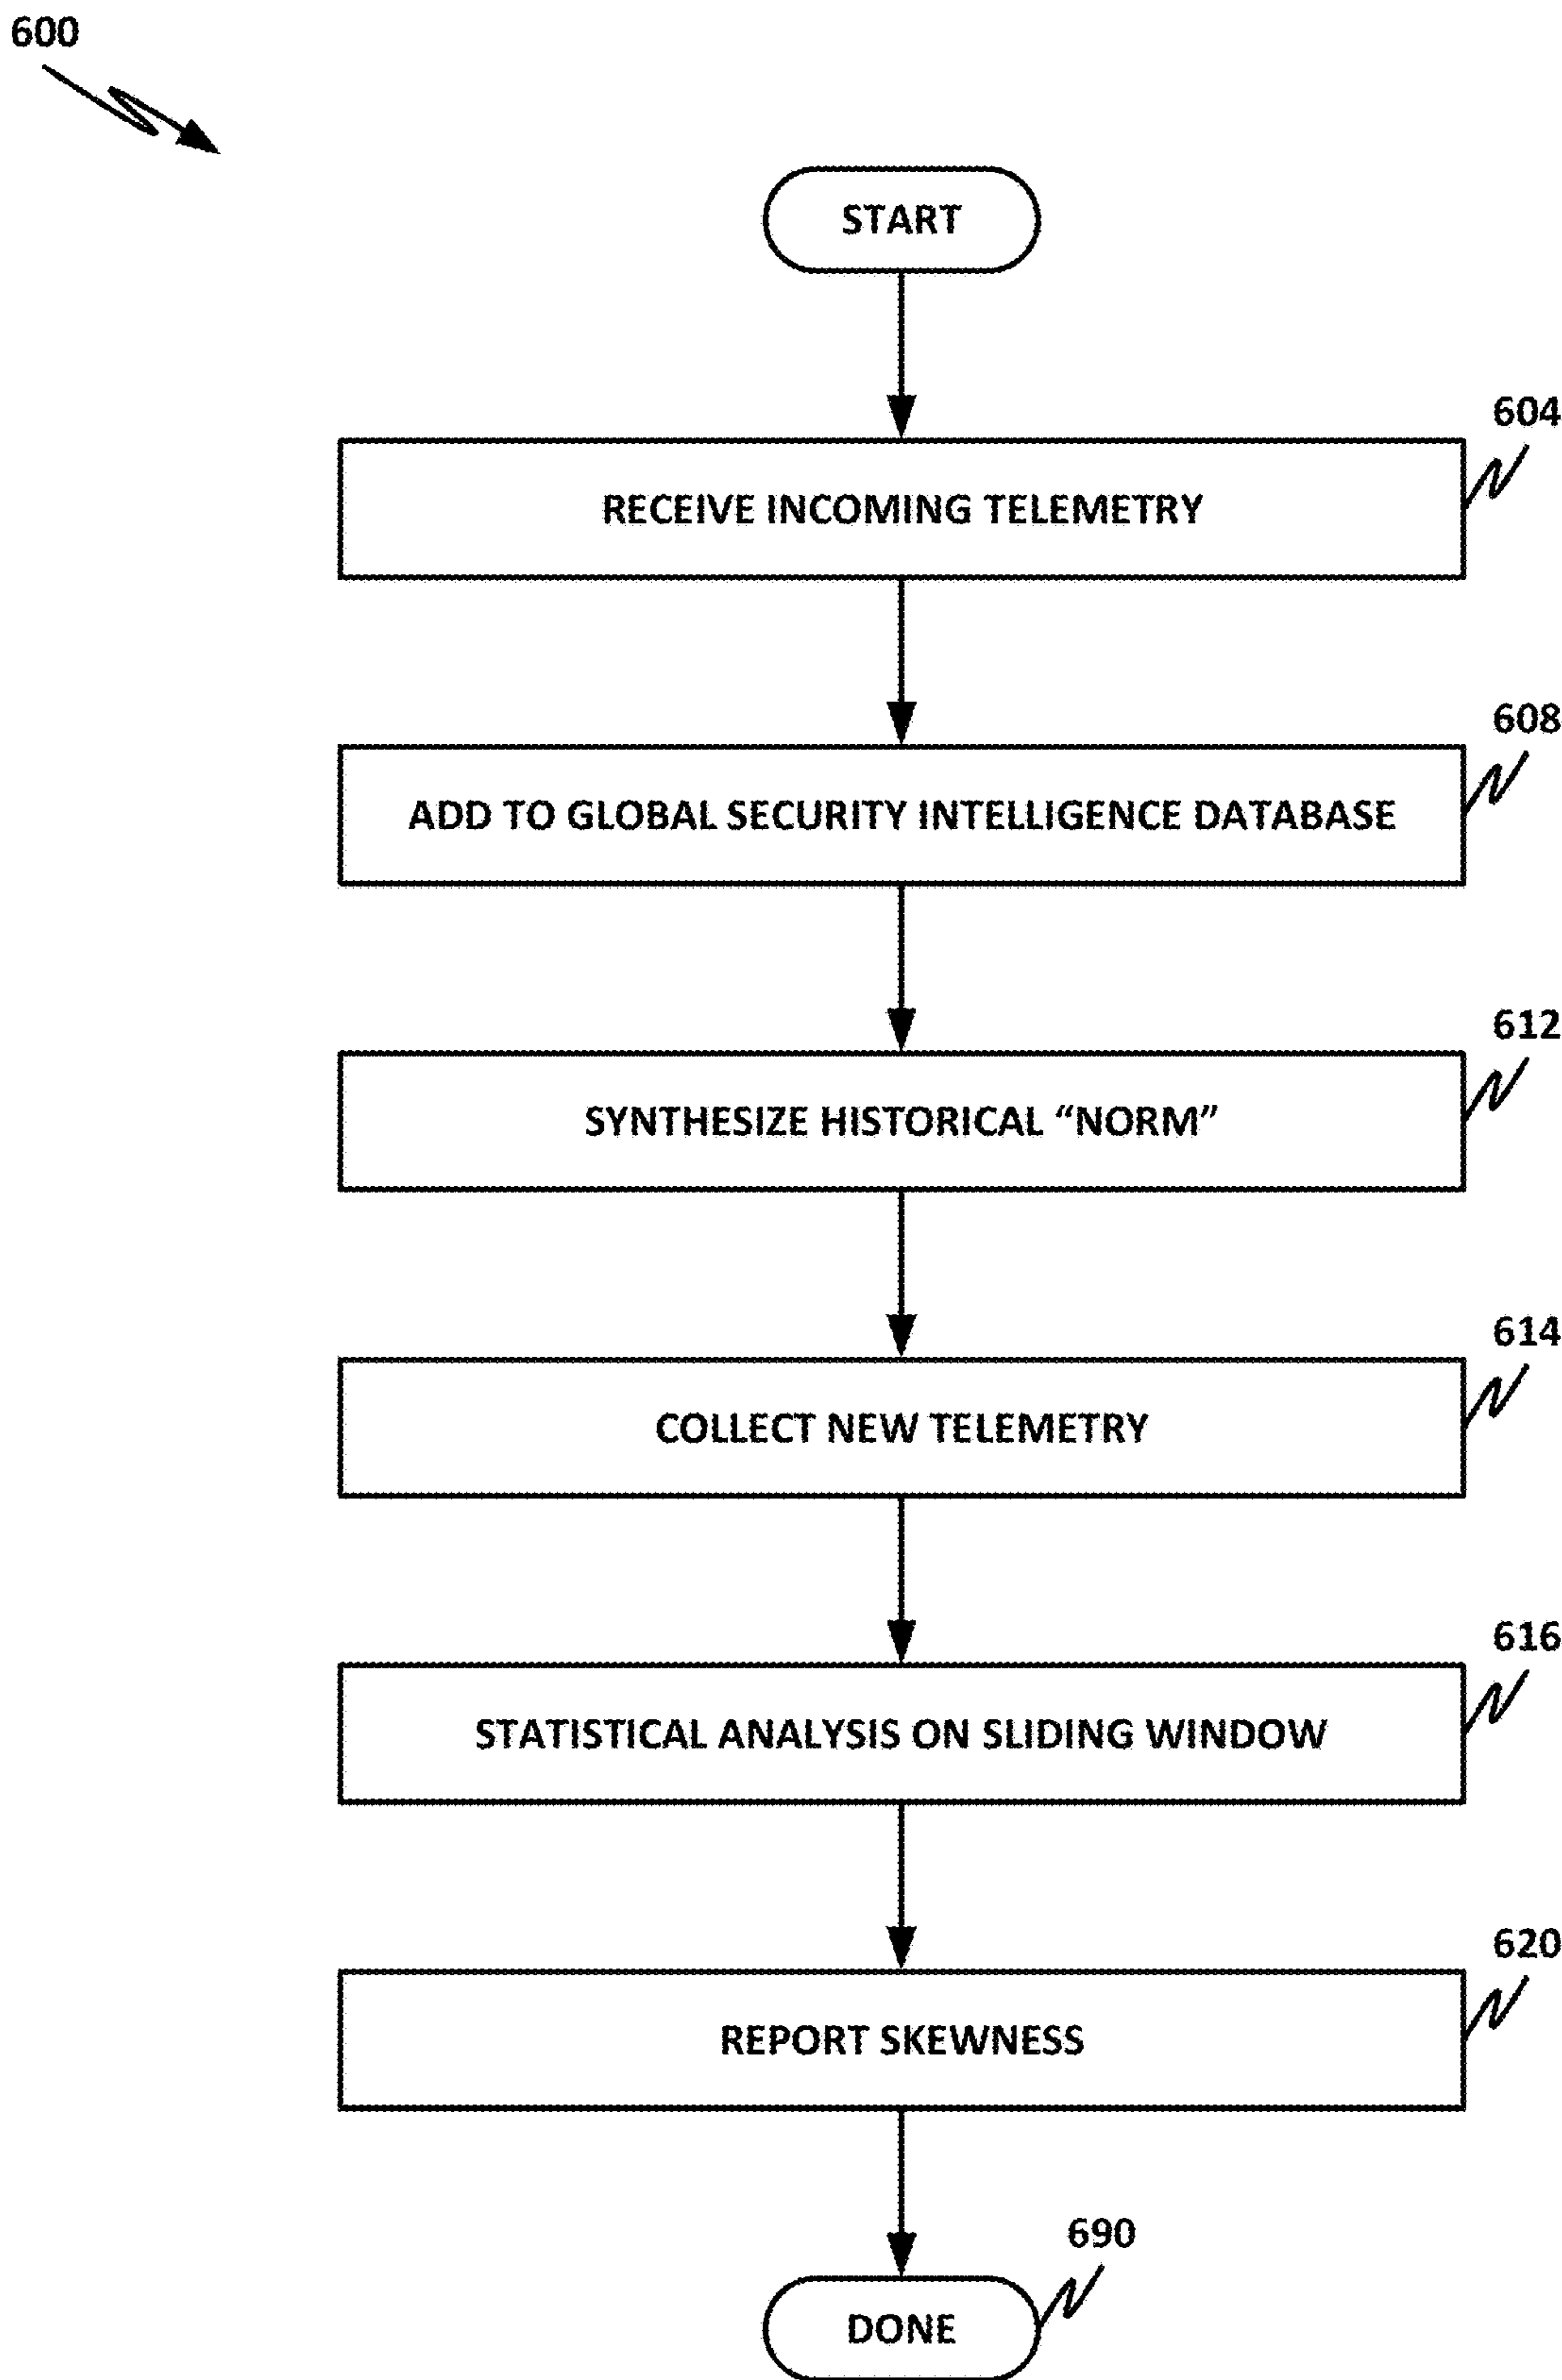 600
START
604
RECEIVE INCOMING TELEMETRY
608
ADD TO GLOBAL SECURITY INTELLIGENCE DATABASE
612
SYNTHESIZE HISTORICAL “NORM”
614
COLLECT NEW TELEMETRY
616
STATISTICAL ANALYSIS ON SLIDING WINDOW
620
REPORT SKEWNESS
690
DONE